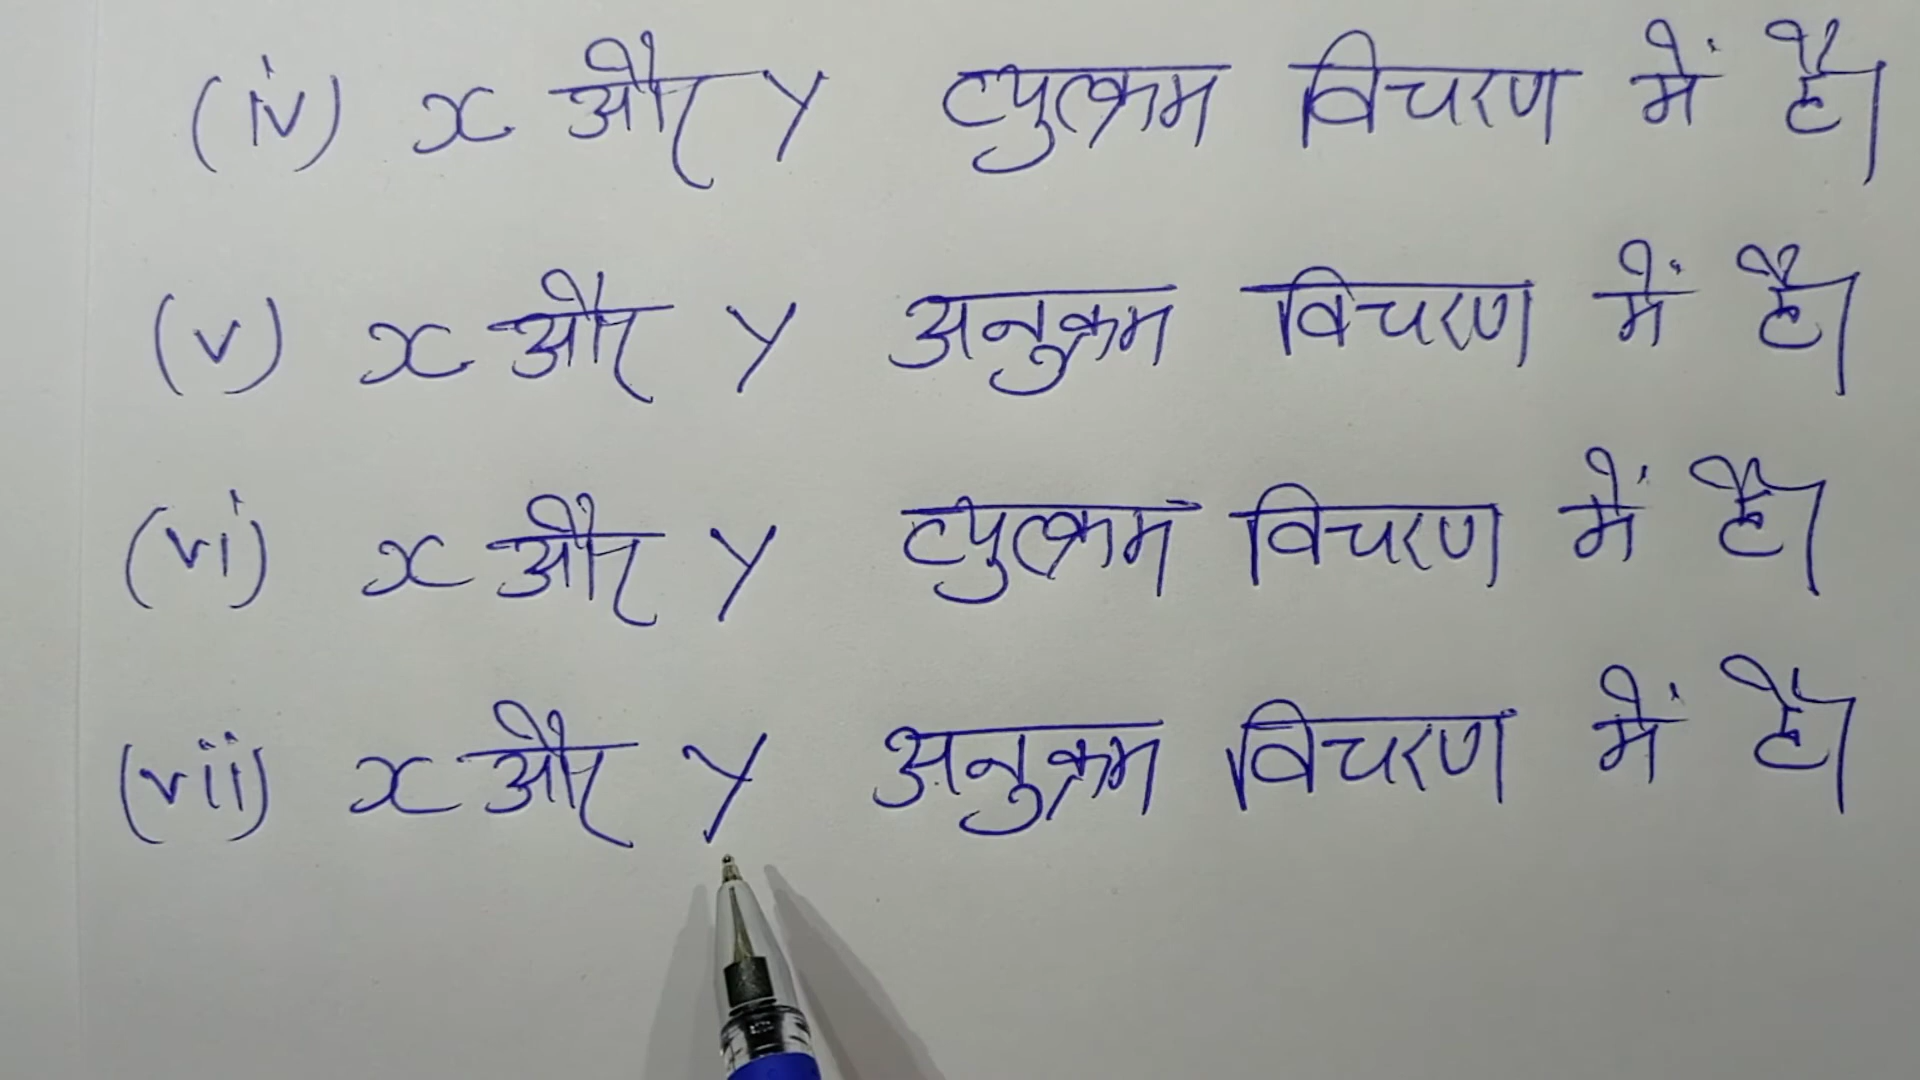 (iv) x और y व्युत्क्रम विचरण में है।
(v) x और y अनुक्रम विचरण में है।
(vi) x और y व्युत्क्रम विचरण में है।
(vii) x और y अनुक्रम विचरण में है।